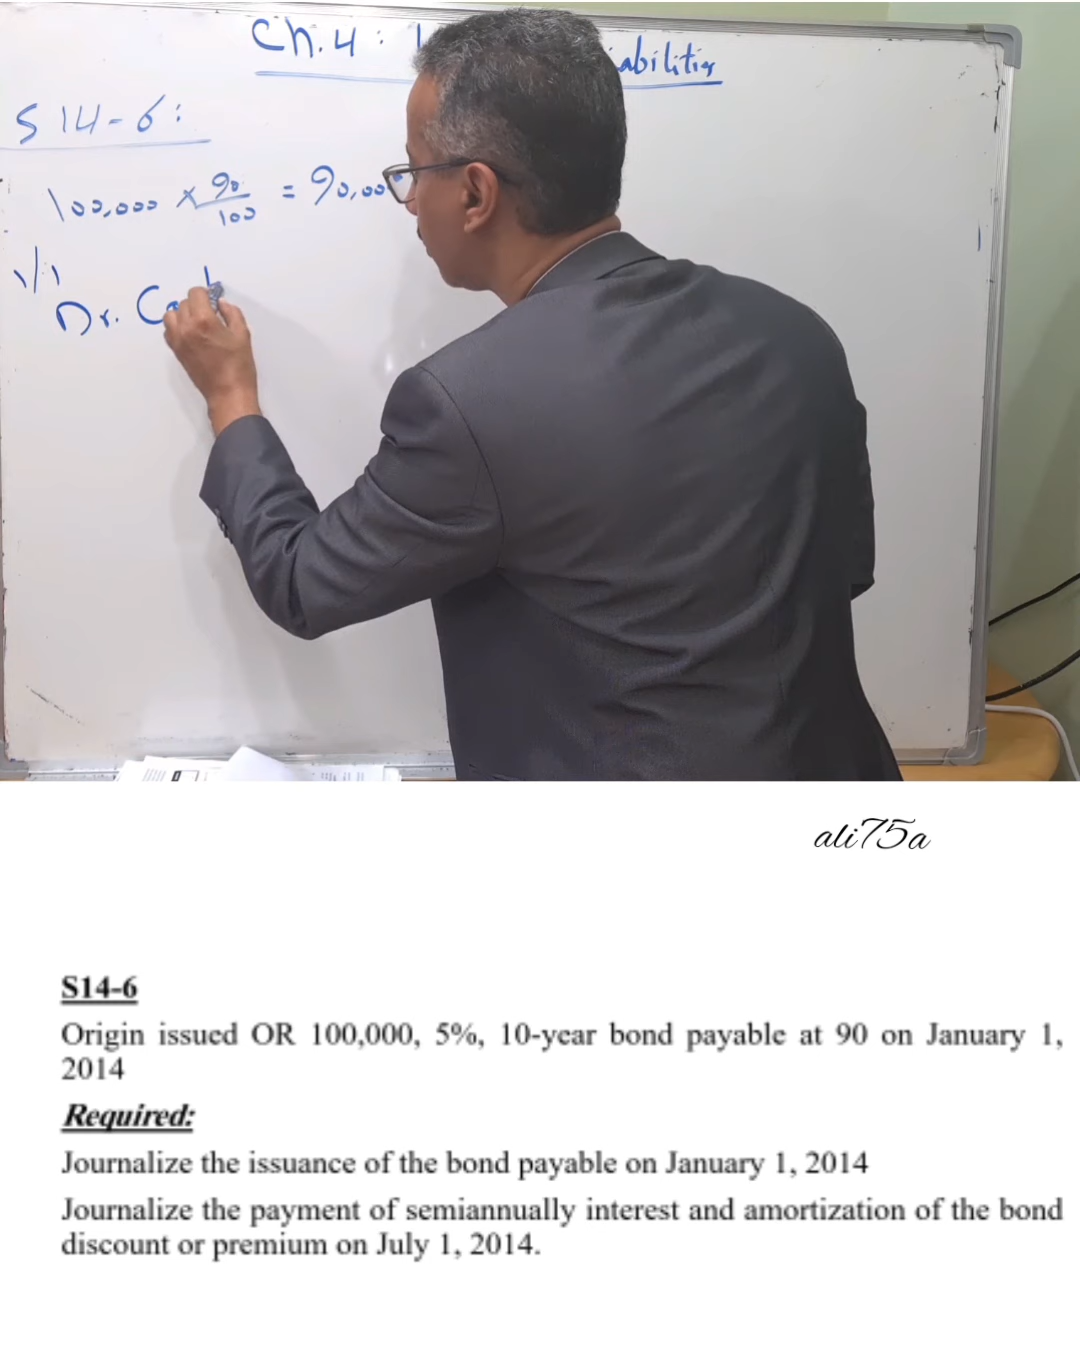 Ch.4: abilities
S 14-6:
100,000 × 90/100 = 90,00
1/1
Dr. Cash
ali75a
S14-6
Origin issued OR 100,000, 5%, 10-year bond payable at 90 on January 1,
2014
Required:
Journalize the issuance of the bond payable on January 1, 2014
Journalize the payment of semiannually interest and amortization of the bond
discount or premium on July 1, 2014.